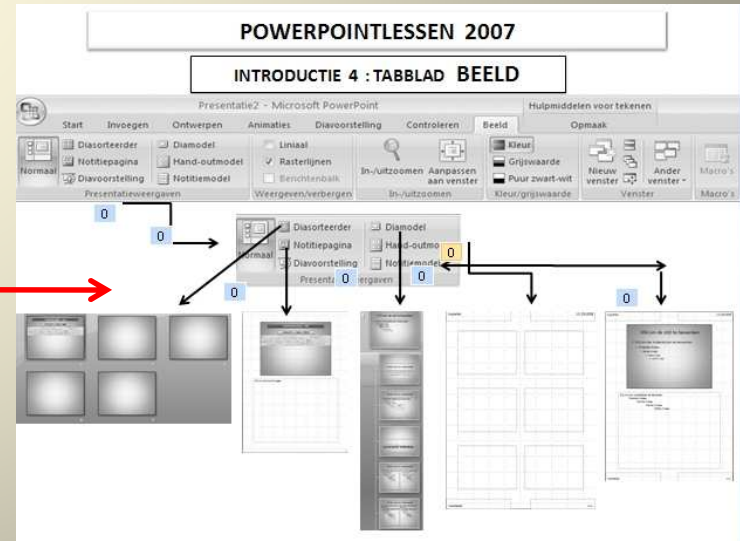 POWERPOINTLESSEN 2007
INTRODUCTIE 4 : TABBLAD BEELD
Presentatie2 - Microsoft PowerPoint
Hulpmiddelen voor tekenen
Start Invoegen Ontwerpen Animaties Diavoorstelling Controleren Beeld Opmaak
Normaal
Diasorteerder
Notitiepagina
Diavoorstelling
Diamodel
Hand-outmodel
Notitiemodel
Presentatieweergaven
Liniaal
Rasterlijnen
Berichtenbalk
Weergeven/verbergen
In-/uitzoomen
Aanpassen
aan venster
In-/uitzoomen
Kleur
Grijswaarde
Puur zwart-wit
Kleur/grijswaarde
Nieuw
venster
Ander
venster
Venster
Macro's
Macro's
0
0
Normaal
Diasorteerder
Notitiepagina
Diavoorstelling
Diamodel
Hand-outmo
Notitiemodel
0
0
0
0
0